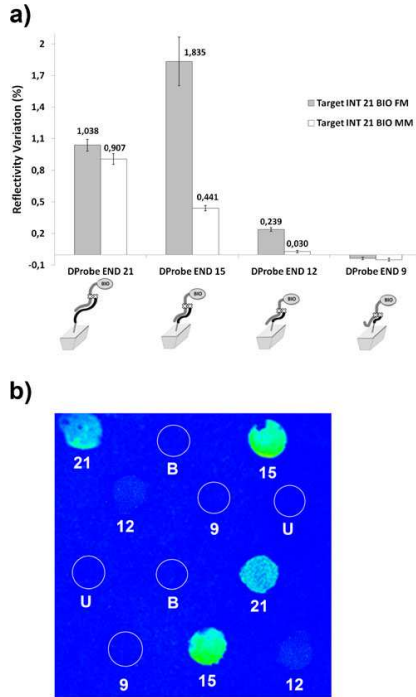 a)
Reflectivity Variation (%)
2
1,7
1,4
1,1
0,8
0,5
0,2
-0,1
1,038
0,907
1,835
0,441
0,239
0,030
Target INT 21 BIO FM
Target INT 21 BIO MM
DProbe END 21
DProbe END 15
DProbe END 12
DProbe END 9
BIO
BIO
BIO
BIO
b)
21
B
15
12
9
U
U
B
21
9
15
12